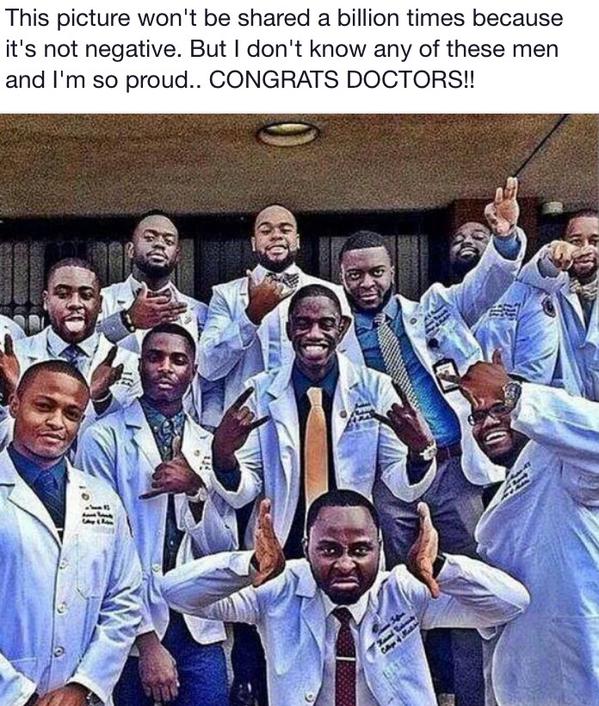 This picture won't be shared a billion times because
it's not negative. But I don't know any of these men
and I'm so proud.. CONGRATS DOCTORS!!